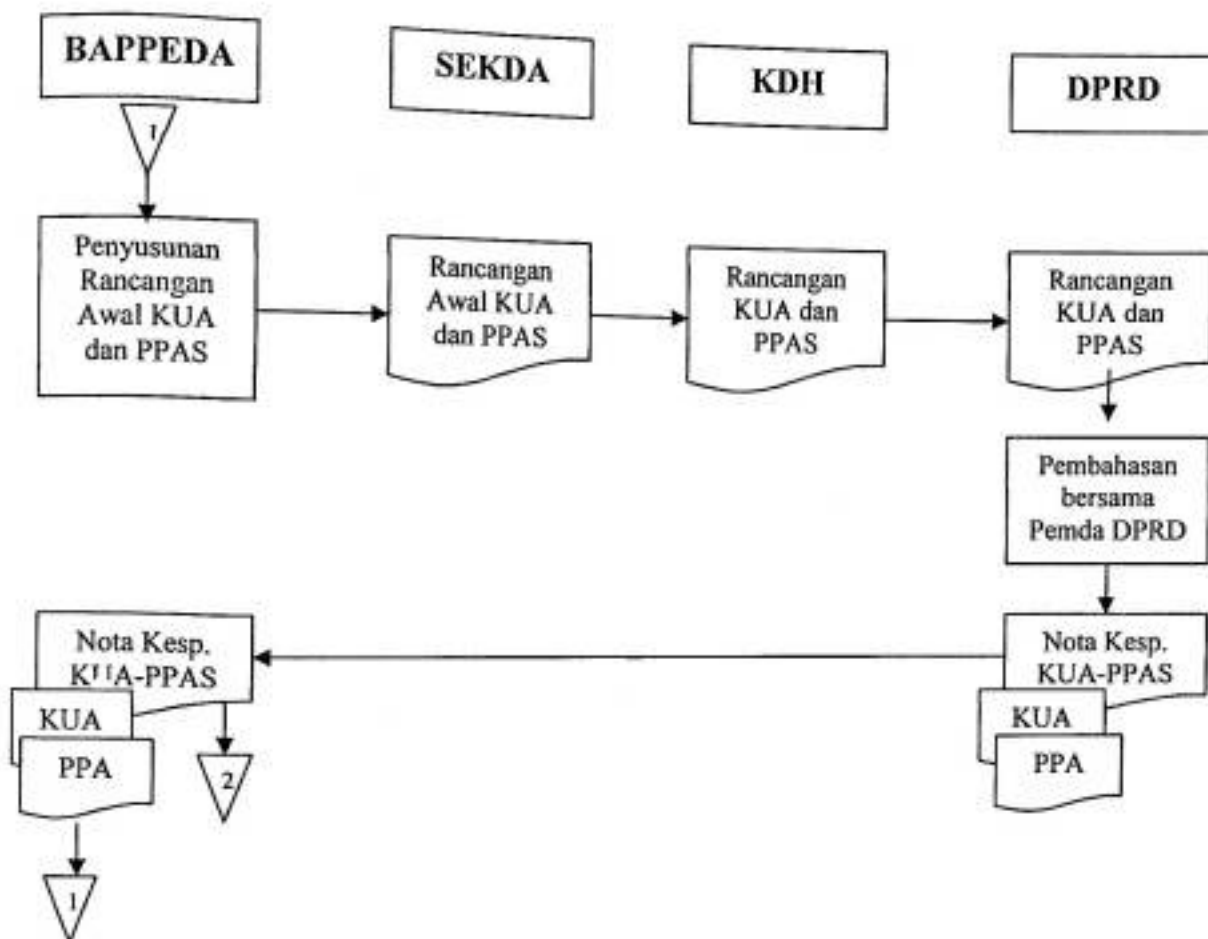 BAPPEDA
SEKDA
KDH
DPRD
1
Penyusunan
Rancangan
Awal KUA
dan PPAS
Rancangan
Awal KUA
dan PPAS
Rancangan
KUA dan
PPAS
Rancangan
KUA dan
PPAS
Pembahasan
bersama
Pemda DPRD
Nota Kesp.
KUA-PPAS
KUA
PPA
2
1
Nota Kesp.
KUA-PPAS
KUA
PPA